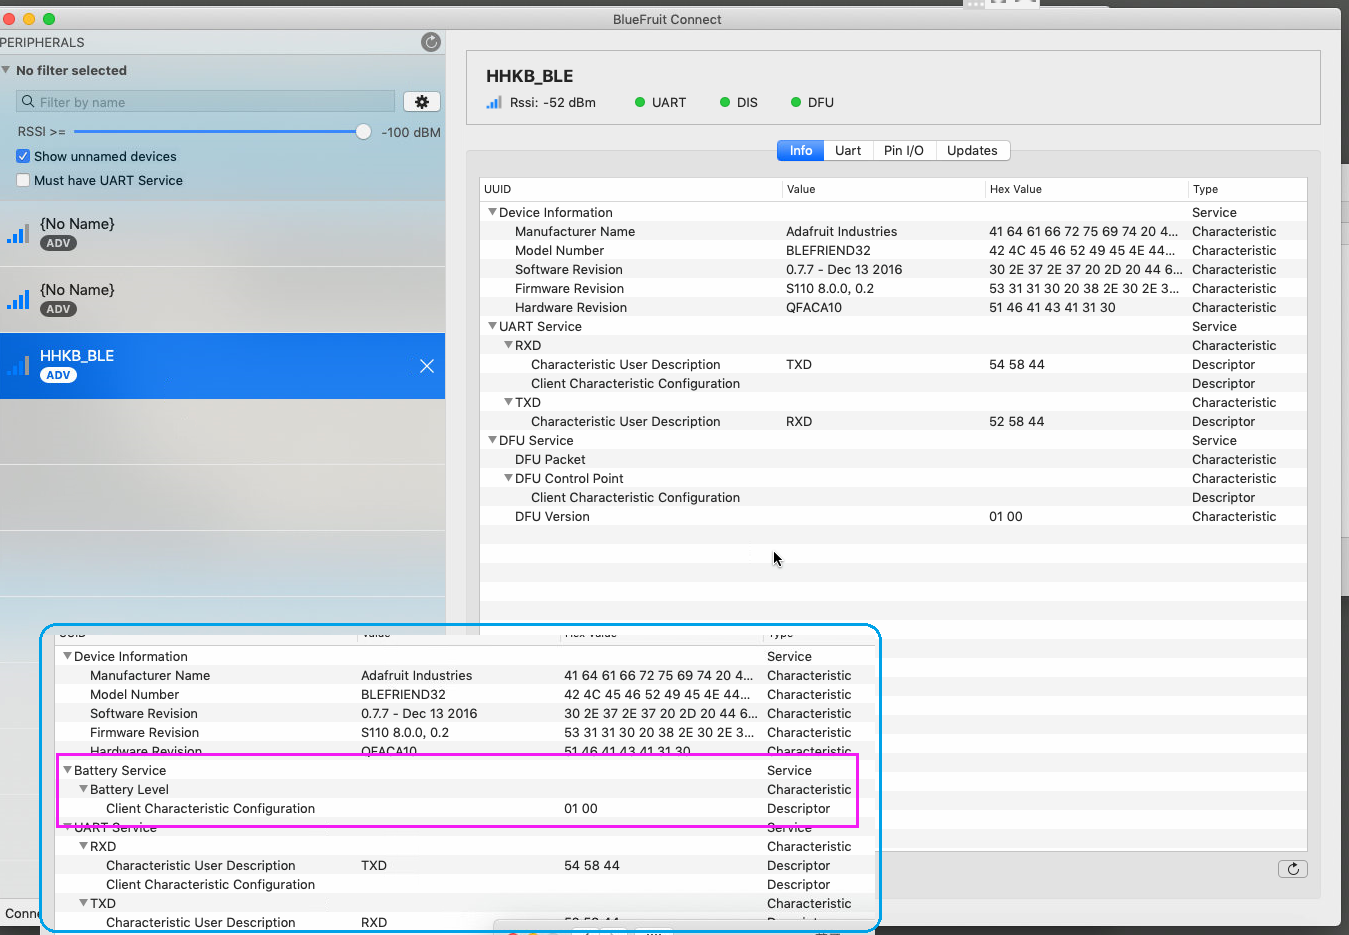 BlueFruit Connect
PERIPHERALS
No filter selected
Filter by name
RSSI >= -100 dBM
Show unnamed devices
Must have UART Service
{No Name}
ADV
{No Name}
ADV
HHKB_BLE
ADV
HHKB_BLE
Rssi: -52 dBm UART DIS DFU
Info Uart Pin I/O Updates
UUID Value Hex Value Type
Device Information Service
Manufacturer Name Adafruit Industries 41 64 61 66 72 75 69 74 20 4... Characteristic
Model Number BLEFRIEND32 42 4C 45 46 52 49 45 4E 44... Characteristic
Software Revision 0.7.7 - Dec 13 2016 30 2E 37 2E 37 20 2D 20 44 6... Characteristic
Firmware Revision S110 8.0.0, 0.2 53 31 31 30 20 38 2E 30 2E 3... Characteristic
Hardware Revision QFACA10 51 46 41 43 41 31 30 Characteristic
UART Service Service
RXD Characteristic
Characteristic User Description TXD 54 58 44 Descriptor
Client Characteristic Configuration Descriptor
TXD Characteristic
Characteristic User Description RXD 52 58 44 Descriptor
DFU Service Service
DFU Packet Characteristic
DFU Control Point Characteristic
Client Characteristic Configuration Descriptor
DFU Version 01 00 Characteristic
UUID Value Hex Value Type
Device Information Service
Manufacturer Name Adafruit Industries 41 64 61 66 72 75 69 74 20 4... Characteristic
Model Number BLEFRIEND32 42 4C 45 46 52 49 45 4E 44... Characteristic
Software Revision 0.7.7 - Dec 13 2016 30 2E 37 2E 37 20 2D 20 44 6... Characteristic
Firmware Revision S110 8.0.0, 0.2 53 31 31 30 20 38 2E 30 2E 3... Characteristic
Hardware Revision QFACA10 51 46 41 43 41 31 30 Characteristic
Battery Service Service
Battery Level Characteristic
Client Characteristic Configuration 01 00 Descriptor
UART Service Service
RXD Characteristic
Characteristic User Description TXD 54 58 44 Descriptor
Client Characteristic Configuration Descriptor
TXD Characteristic
Characteristic User Description RXD
Conne